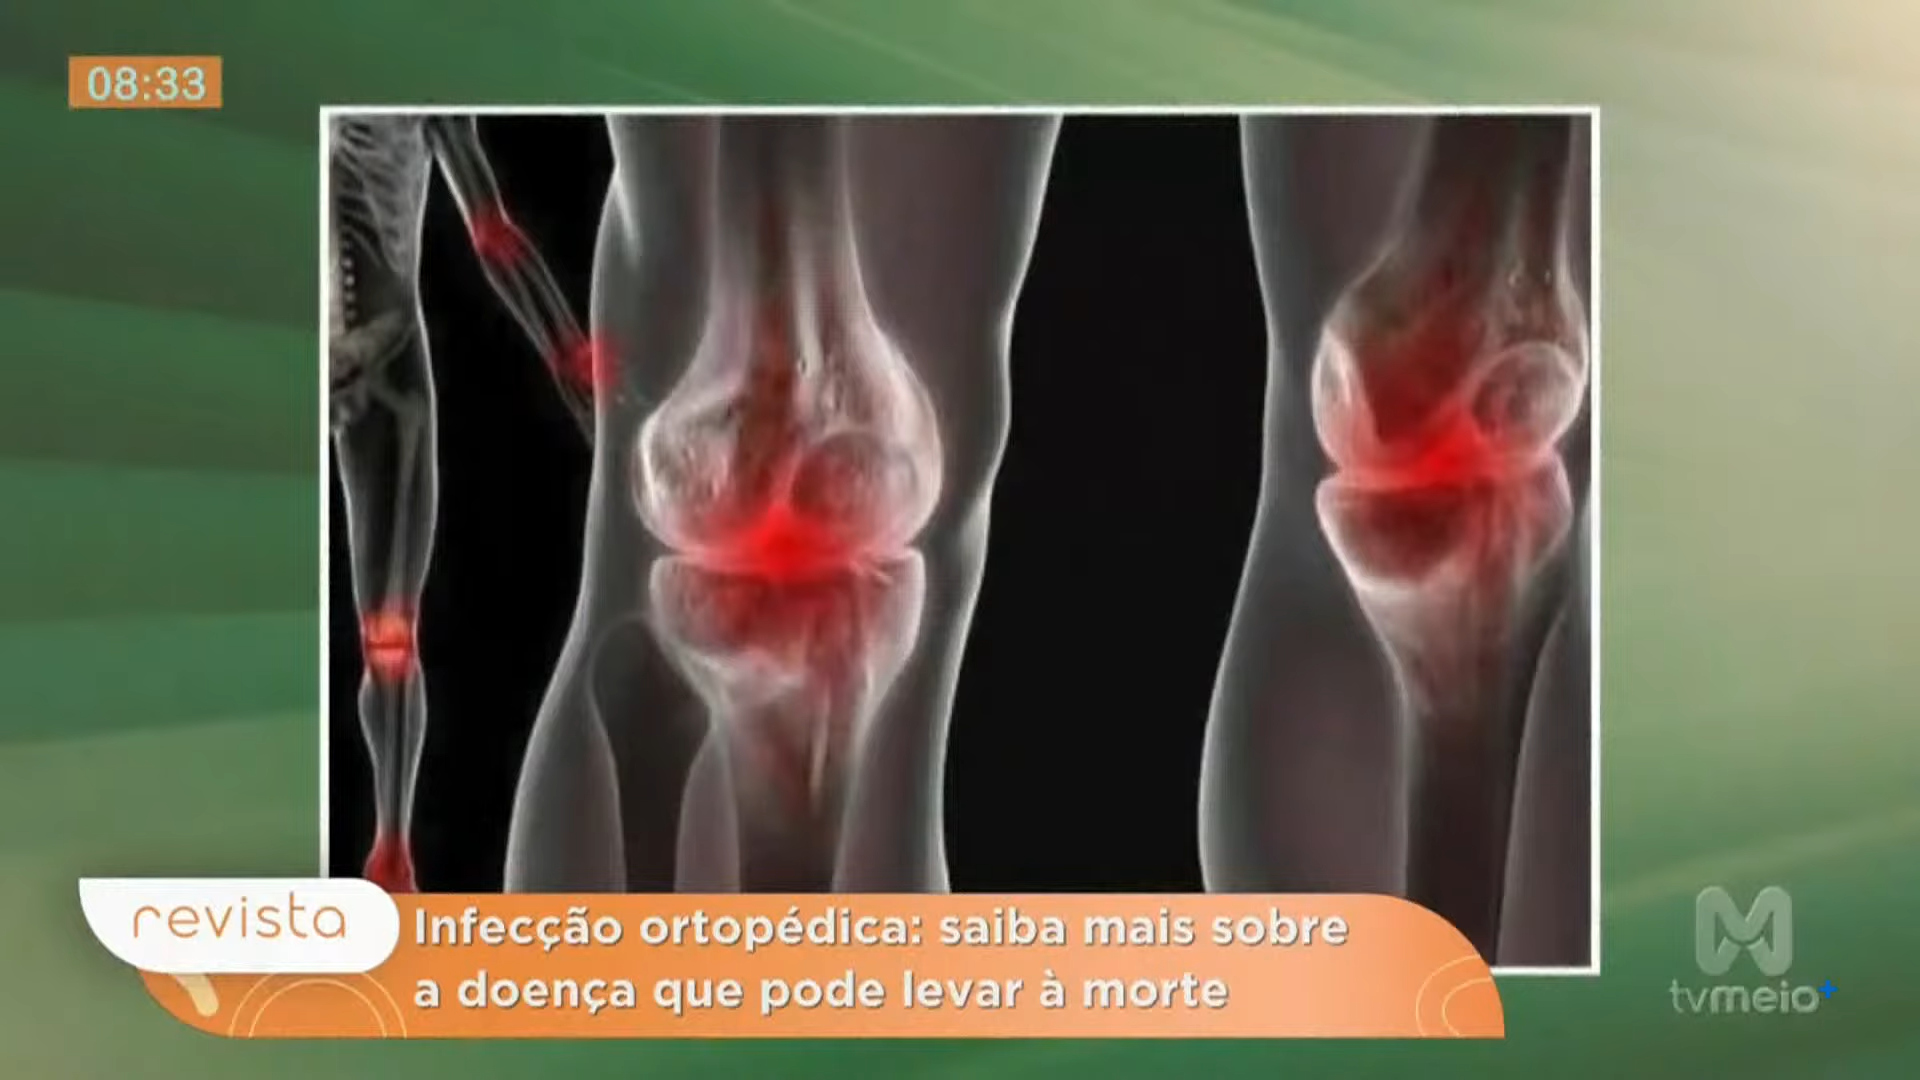 08:33
revista
Infecção ortopédica: saiba mais sobre
a doença que pode levar à morte
tvmeio+